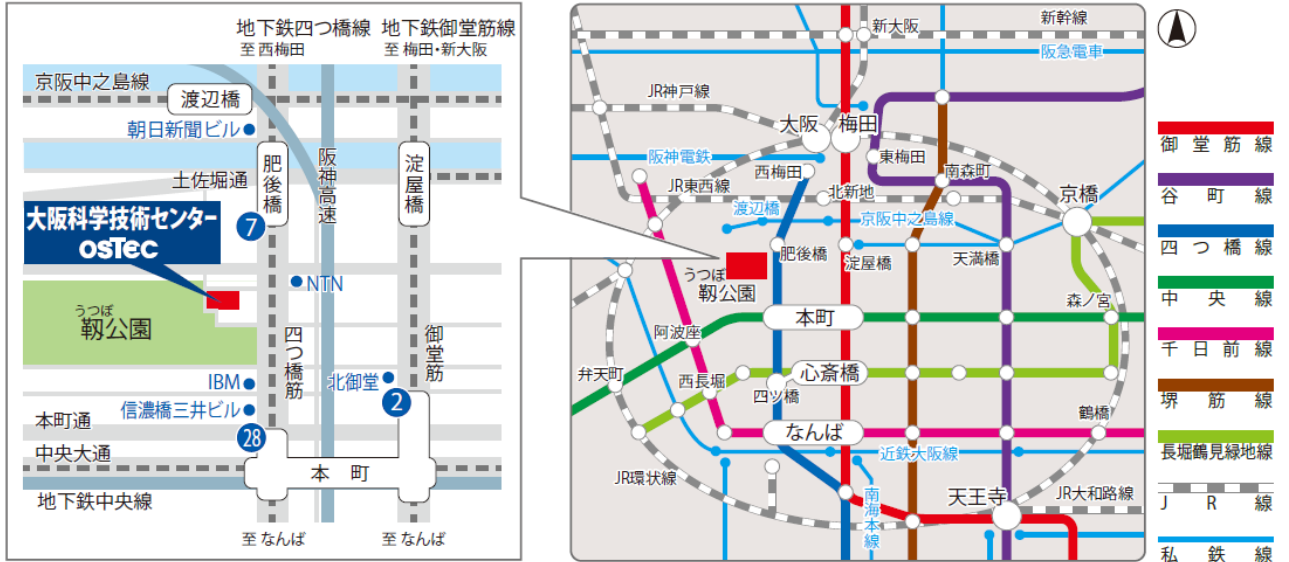 地下鉄四つ橋線
至 西梅田
地下鉄御堂筋線
至 梅田・新大阪
京阪中之島線
渡辺橋
朝日新聞ビル
肥後橋
阪神高速
淀屋橋
土佐堀通
大阪科学技術センター
OSTEC
7
NTN
うつぼ
靱公園
四つ橋筋
御堂筋
IBM
北御堂
2
信濃橋三井ビル
本町通
28
中央大通
本町
地下鉄中央線
至 なんば
至 なんば
新大阪
新幹線
阪急電車
JR神戸線
大阪
梅田
阪神電鉄
西梅田
東梅田
南森町
JR東西線
北新地
京橋
渡辺橋
京阪中之島線
肥後橋
淀屋橋
天満橋
うつぼ
靱公園
森ノ宮
本町
阿波座
弁天町
西長堀
心斎橋
四ツ橋
鶴橋
なんば
近鉄大阪線
JR環状線
南海本線
天王寺
JR大和路線
御堂筋線
谷町線
四つ橋線
中央線
千日前線
堺筋線
長堀鶴見緑地線
JR線
私鉄線